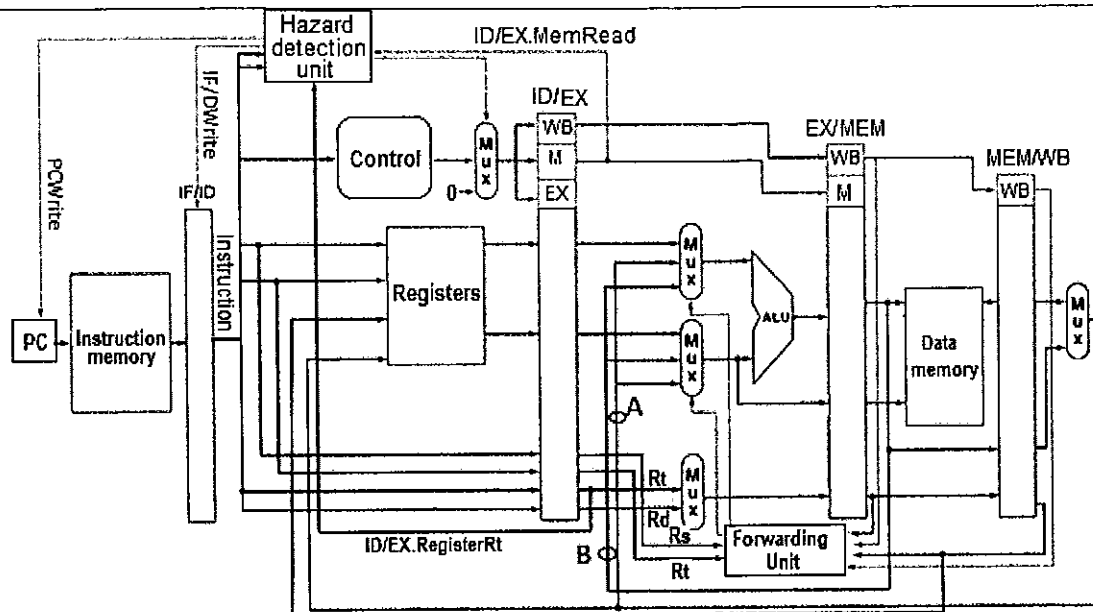 Hazard
detection
unit
ID/EX.MemRead
IF/DWrite
PCWrite
IF/ID
Instruction
Control
0
Mux
ID/EX
WB
M
EX
EX/MEM
WB
M
MEM/WB
WB
PC
Instruction
memory
Registers
Mux
Mux
ALU
Data
memory
Mux
A
B
Rt
Rd
Mux
Rs
Rt
Forwarding
Unit
ID/EX.RegisterRt